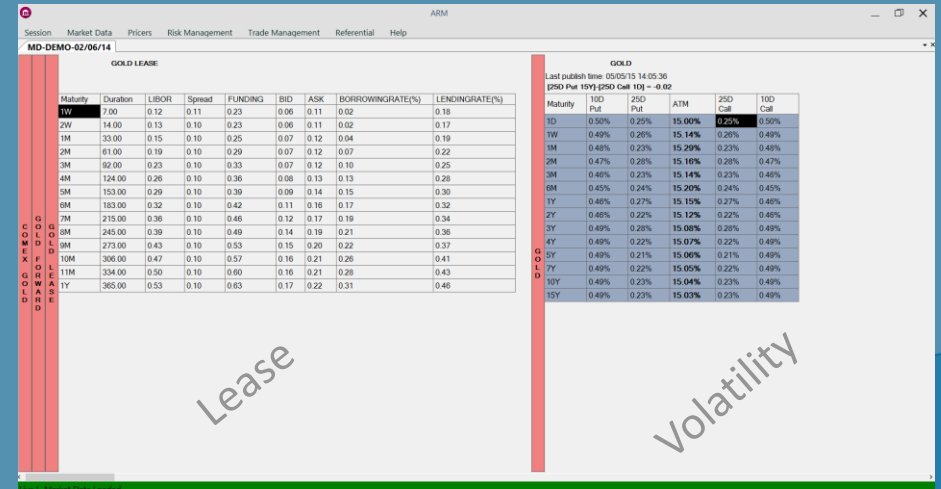 ARM
Session Market Data Pricers Risk Management Trade Management Referential Help
MD-DEMO-02/06/14
COMEX GOLD
GOLD FORWARD
GOLD LEASE
GOLD LEASE
Maturity Duration LIBOR Spread FUNDING BID ASK BORROWINGRATE(%) LENDINGRATE(%)
1W 7.00 0.12 0.11 0.23 0.06 0.11 0.02 0.18
2W 14.00 0.13 0.10 0.23 0.06 0.11 0.02 0.17
1M 33.00 0.15 0.10 0.25 0.07 0.12 0.04 0.19
2M 61.00 0.19 0.10 0.29 0.07 0.12 0.07 0.22
3M 92.00 0.23 0.10 0.33 0.07 0.12 0.10 0.25
4M 124.00 0.26 0.10 0.36 0.08 0.13 0.13 0.28
5M 153.00 0.29 0.10 0.39 0.09 0.14 0.15 0.30
6M 183.00 0.32 0.10 0.42 0.11 0.16 0.17 0.32
7M 215.00 0.36 0.10 0.46 0.12 0.17 0.19 0.34
8M 245.00 0.39 0.10 0.49 0.14 0.19 0.21 0.36
9M 273.00 0.43 0.10 0.53 0.15 0.20 0.22 0.37
10M 306.00 0.47 0.10 0.57 0.16 0.21 0.26 0.41
11M 334.00 0.50 0.10 0.60 0.16 0.21 0.28 0.43
1Y 365.00 0.53 0.10 0.63 0.17 0.22 0.31 0.46
Lease
GOLD
GOLD
Last publish time: 05/05/15 14:05:36
[25D Put 15Y]-[25D Call 1D] = -0.02
Maturity 10D Put 25D Put ATM 25D Call 10D Call
1D 0.50% 0.25% 15.00% 0.25% 0.50%
1W 0.49% 0.26% 15.14% 0.26% 0.49%
1M 0.48% 0.23% 15.29% 0.23% 0.48%
2M 0.47% 0.28% 15.16% 0.28% 0.47%
3M 0.46% 0.23% 15.14% 0.23% 0.46%
6M 0.45% 0.24% 15.20% 0.24% 0.45%
1Y 0.46% 0.27% 15.15% 0.27% 0.46%
2Y 0.46% 0.22% 15.12% 0.22% 0.46%
3Y 0.49% 0.28% 15.08% 0.28% 0.49%
4Y 0.49% 0.22% 15.07% 0.22% 0.49%
5Y 0.49% 0.21% 15.06% 0.21% 0.49%
7Y 0.49% 0.22% 15.05% 0.22% 0.49%
10Y 0.49% 0.23% 15.04% 0.23% 0.49%
15Y 0.49% 0.23% 15.03% 0.23% 0.49%
Volatility